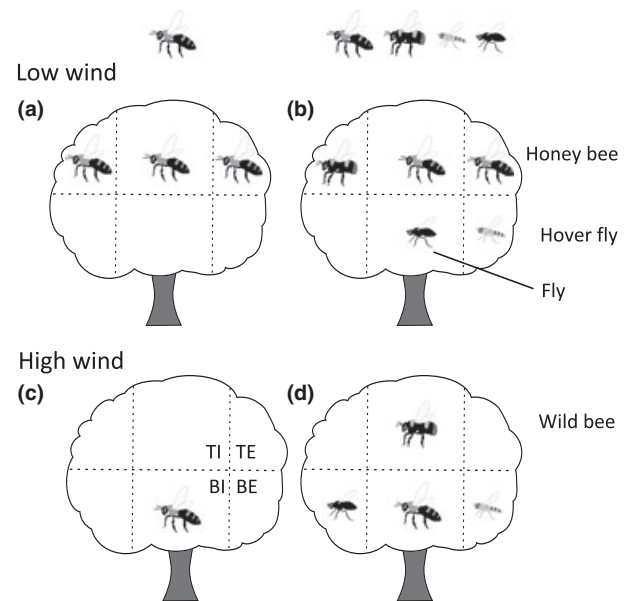 Low wind
(a)
(b)
Honey bee
Hover fly
Fly
High wind
(c)
(d)
Wild bee
TI TE
BI BE